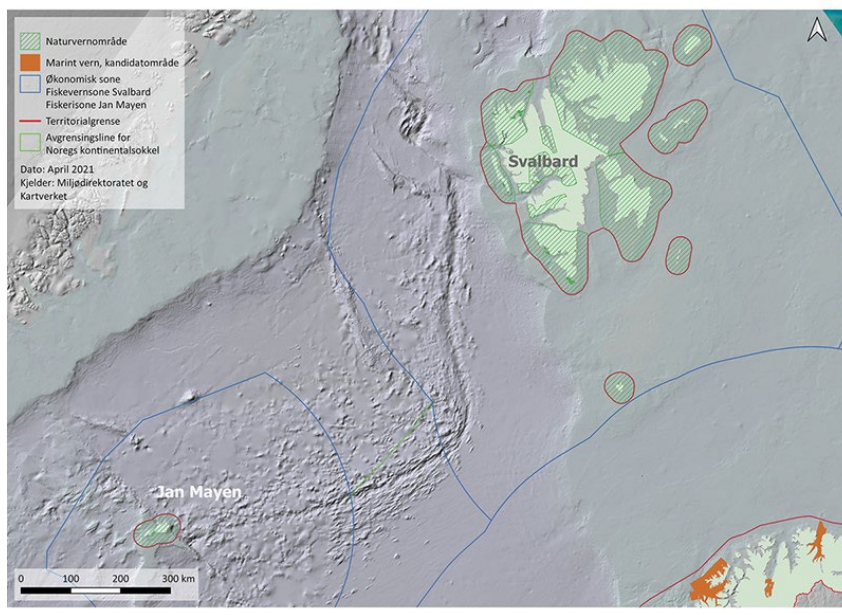 Naturvernområde
Marint vern, kandidatområde
Økonomisk sone
Fiskevernsone Svalbard
Fiskerisone Jan Mayen
Territorialgrense
Avgrensingsline for
Noregs kontinentalsokkel
Dato: April 2021
Kjelder: Miljødirektoratet og
Kartverket
Svalbard
Jan Mayen
0 100 200 300 km